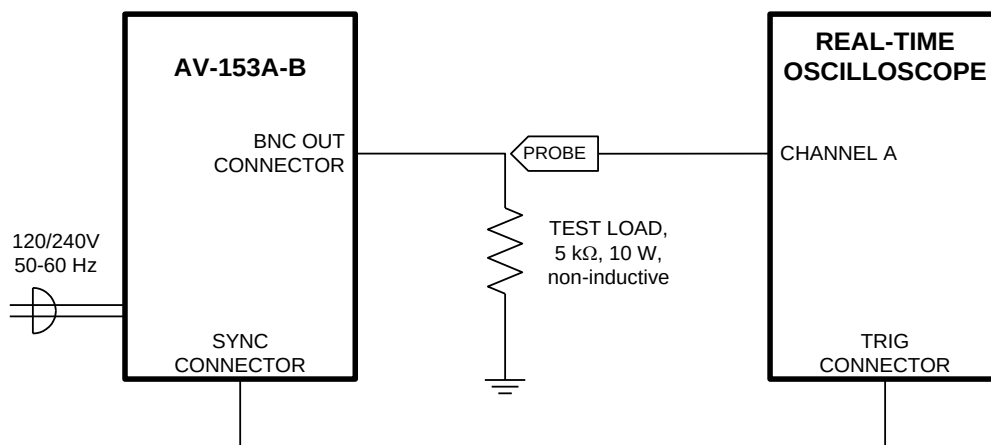 AV-153A-B
REAL-TIME
OSCILLOSCOPE
BNC OUT
CONNECTOR
PROBE
CHANNEL A
120/240V
50-60 Hz
TEST LOAD,
5 kΩ, 10 W,
non-inductive
SYNC
CONNECTOR
TRIG
CONNECTOR